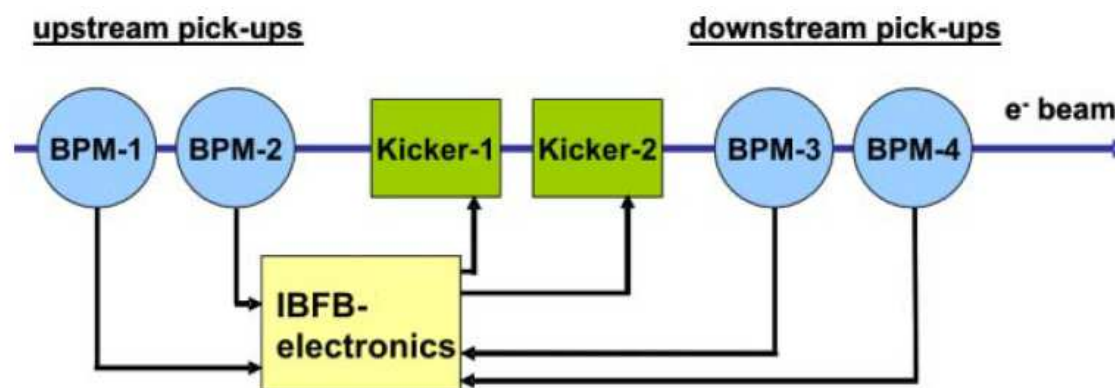 upstream pick-ups
downstream pick-ups
e- beam
BPM-1
BPM-2
Kicker-1
Kicker-2
BPM-3
BPM-4
IBFB-
electronics